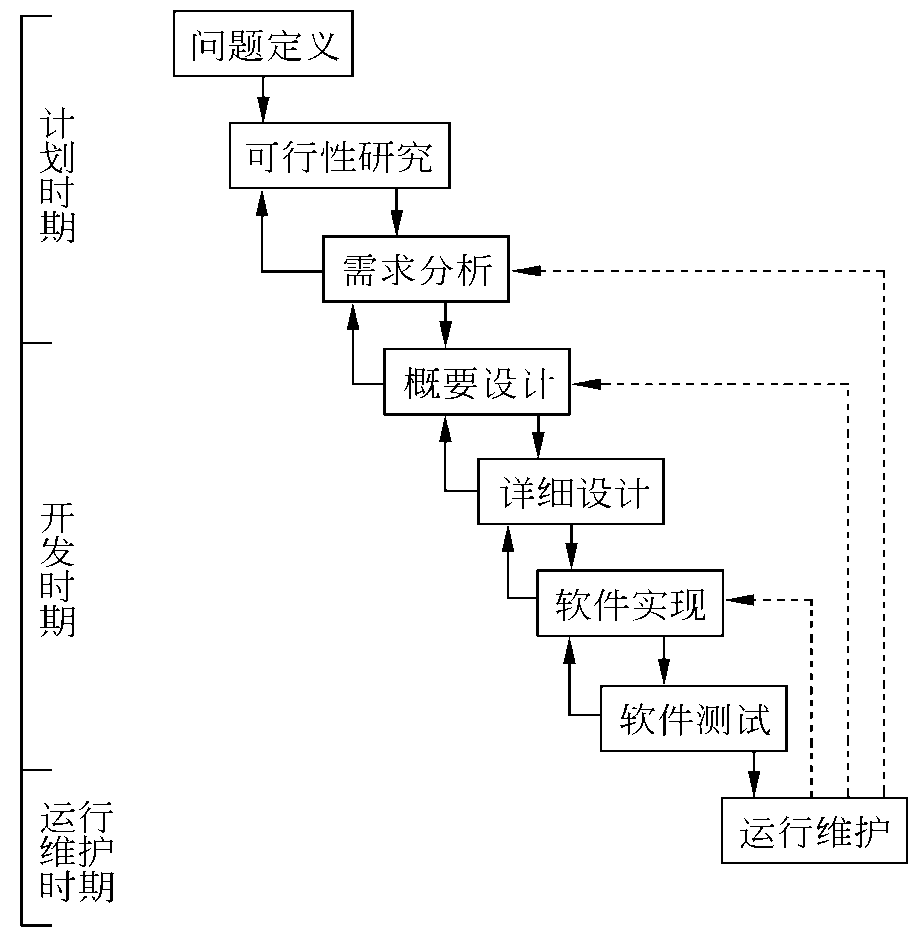 问题定义
可行性研究
需求分析
概要设计
详细设计
软件实现
软件测试
运行维护
计划时期
开发时期
运行
维护
时期